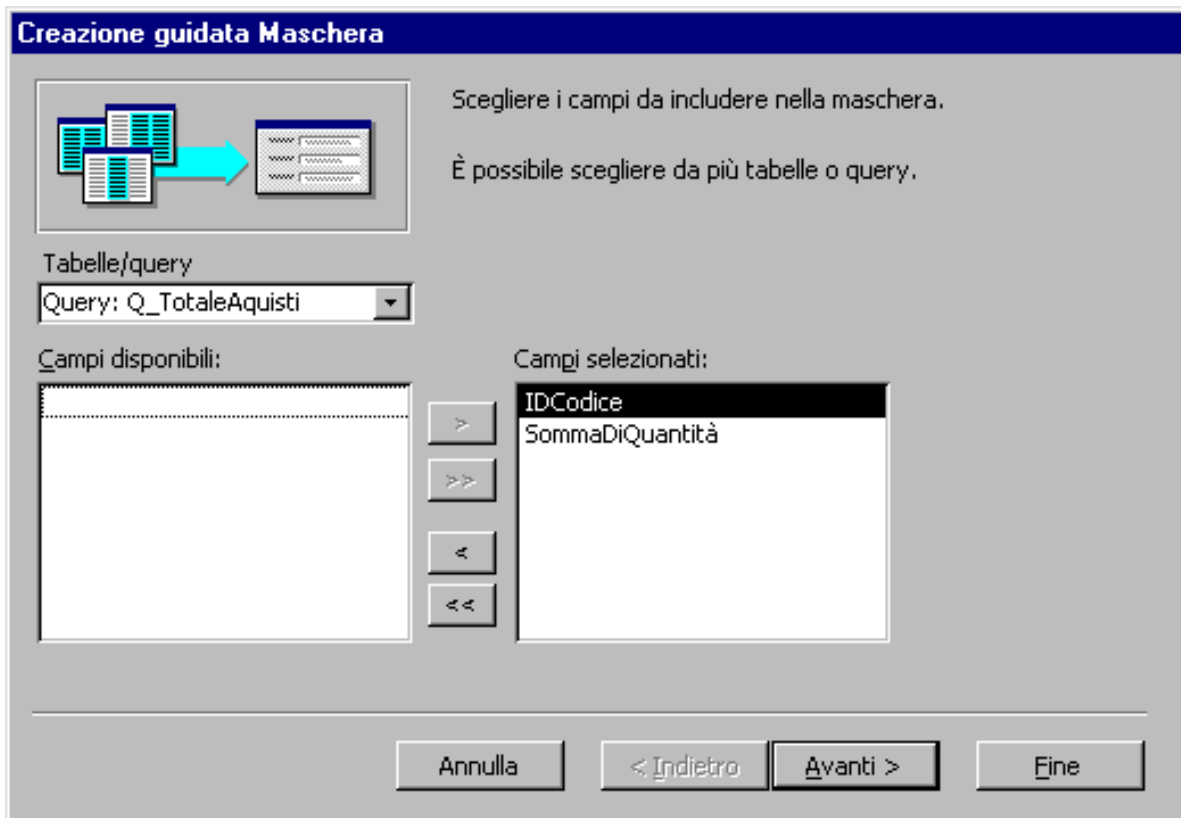 Creazione guidata Maschera
Scegliere i campi da includere nella maschera.
È possibile scegliere da più tabelle o query.
Tabelle/query
Query: Q_TotaleAquisti
Campi disponibili:
Campi selezionati:
IDCodice
SommaDiQuantità
>
>>
<
<<
Annulla
< Indietro
Avanti >
Fine